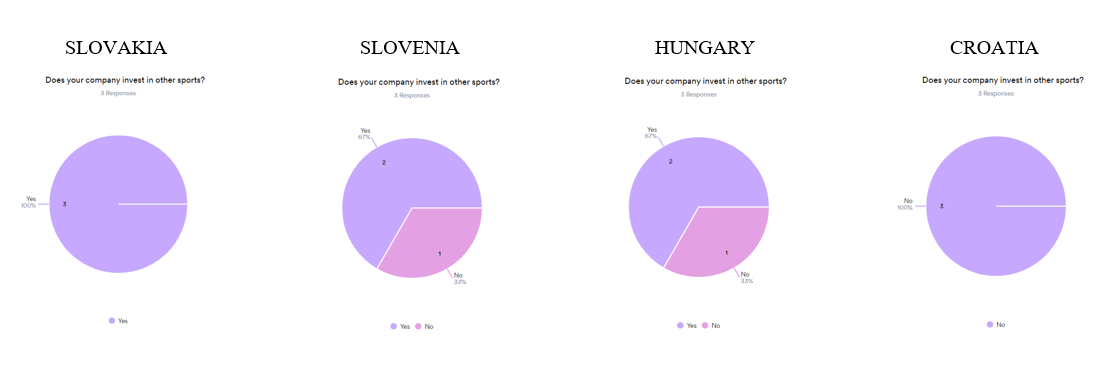 SLOVAKIA
Does your company invest in other sports?
3 Responses
Yes
100%
3
Yes
SLOVENIA
Does your company invest in other sports?
3 Responses
Yes
67%
2
1
No
33%
Yes No
HUNGARY
Does your company invest in other sports?
3 Responses
Yes
67%
2
1
No
33%
Yes No
CROATIA
Does your company invest in other sports?
3 Responses
No
100%
3
No